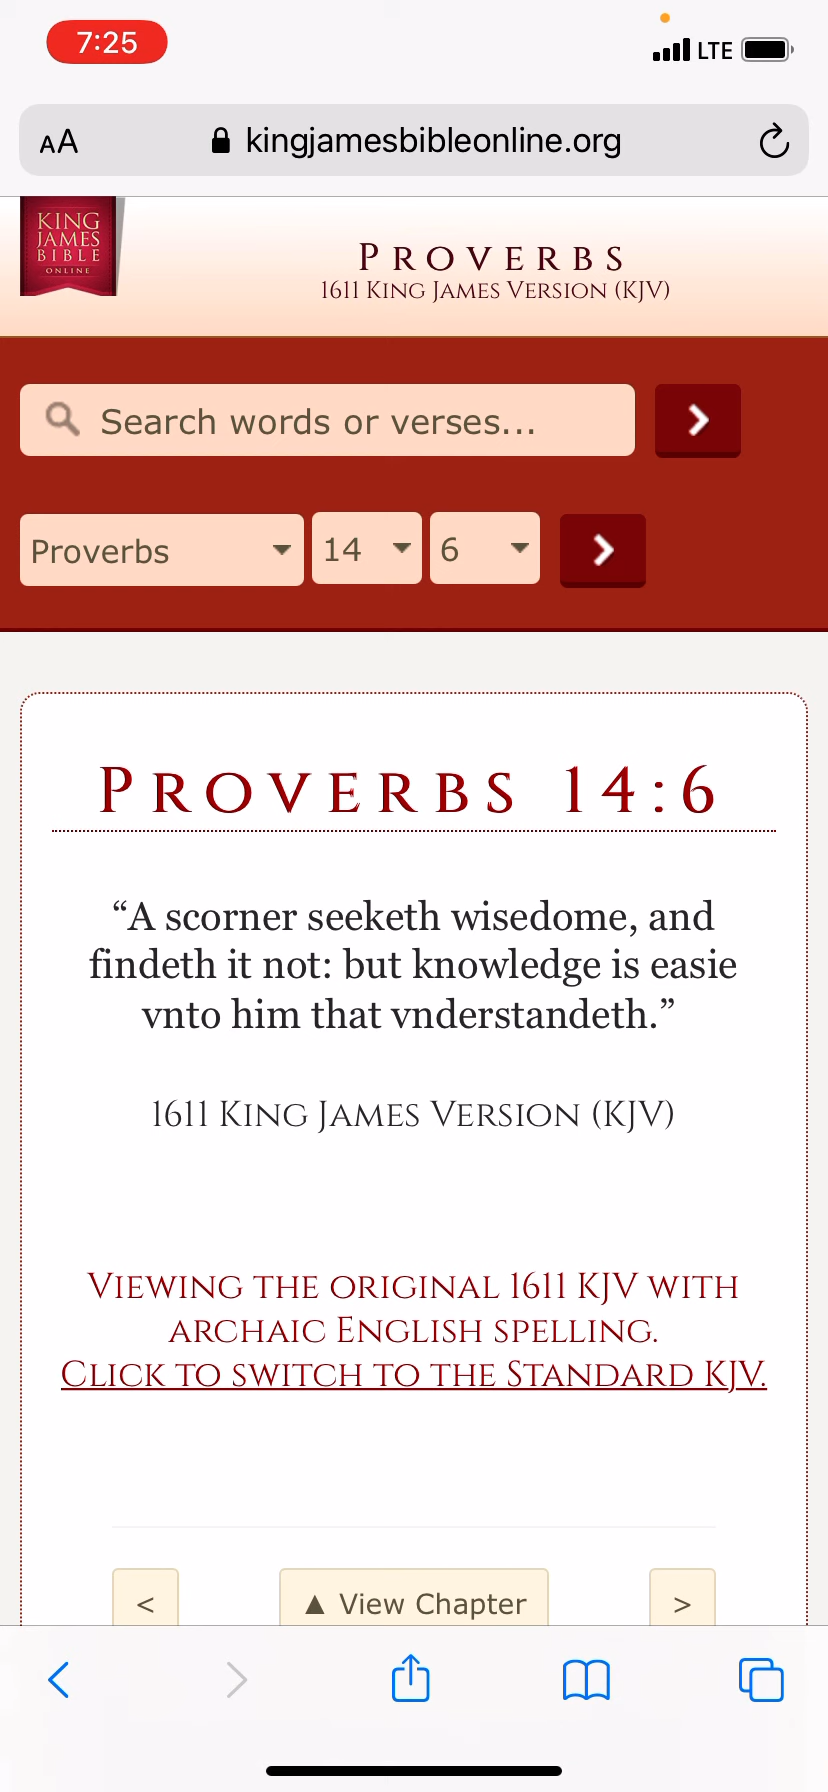 7:25
LTE
AA
kingjamesbibleonline.org
KING
JAMES
BIBLE
ONLINE
PROVERBS
1611 KING JAMES VERSION (KJV)
Search words or verses...
Proverbs 14 6
PROVERBS 14:6
“A scorner seeketh wisedome, and
findeth it not: but knowledge is easie
vnto him that vnderstandeth.”
1611 KING JAMES VERSION (KJV)
VIEWING THE ORIGINAL 1611 KJV WITH
ARCHAIC ENGLISH SPELLING.
CLICK TO SWITCH TO THE STANDARD KJV.
< ▲ View Chapter >